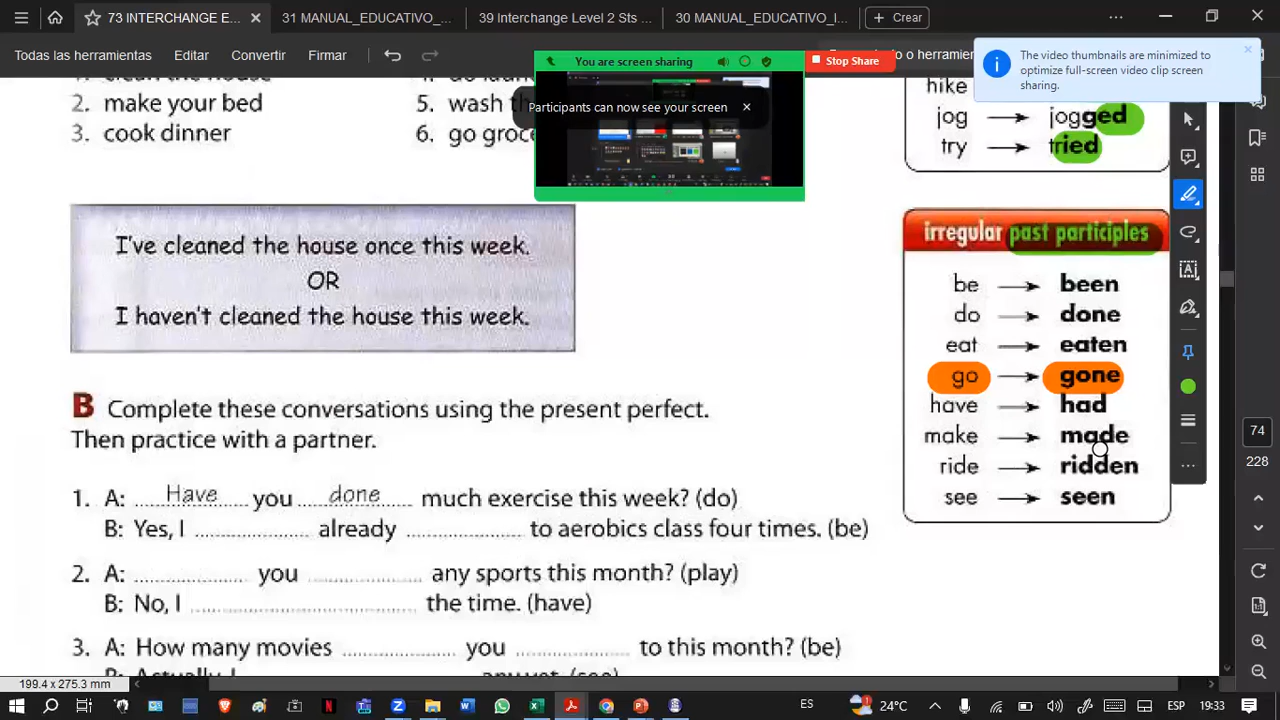 73 INTERCHANGE E... 31 MANUAL_EDUCATIVO_... 39 Interchange Level 2 Sts ... 30 MANUAL_EDUCATIVO_I... Crear
Todas las herramientas Editar Convertir Firmar
You are screen sharing Stop Share
Participants can now see your screen
The video thumbnails are minimized to
optimize full-screen video clip screen
sharing.
2. make your bed
3. cook dinner
5. wash
6. go groc
hike
jog → jogged
try → tried
I've cleaned the house once this week.
OR
I haven't cleaned the house this week.
irregular past participles
be → been
do → done
eat → eaten
go → gone
have → had
make → made
ride → ridden
see → seen
B Complete these conversations using the present perfect.
Then practice with a partner.
1. A: Have you done much exercise this week? (do)
B: Yes, I .................. already .................. to aerobics class four times. (be)
2. A: .................. you .................. any sports this month? (play)
B: No, I .................................... the time. (have)
3. A: How many movies .................. you .................. to this month? (be)
74
228
199.4 x 275.3 mm
24°C ESP 19:33
ES